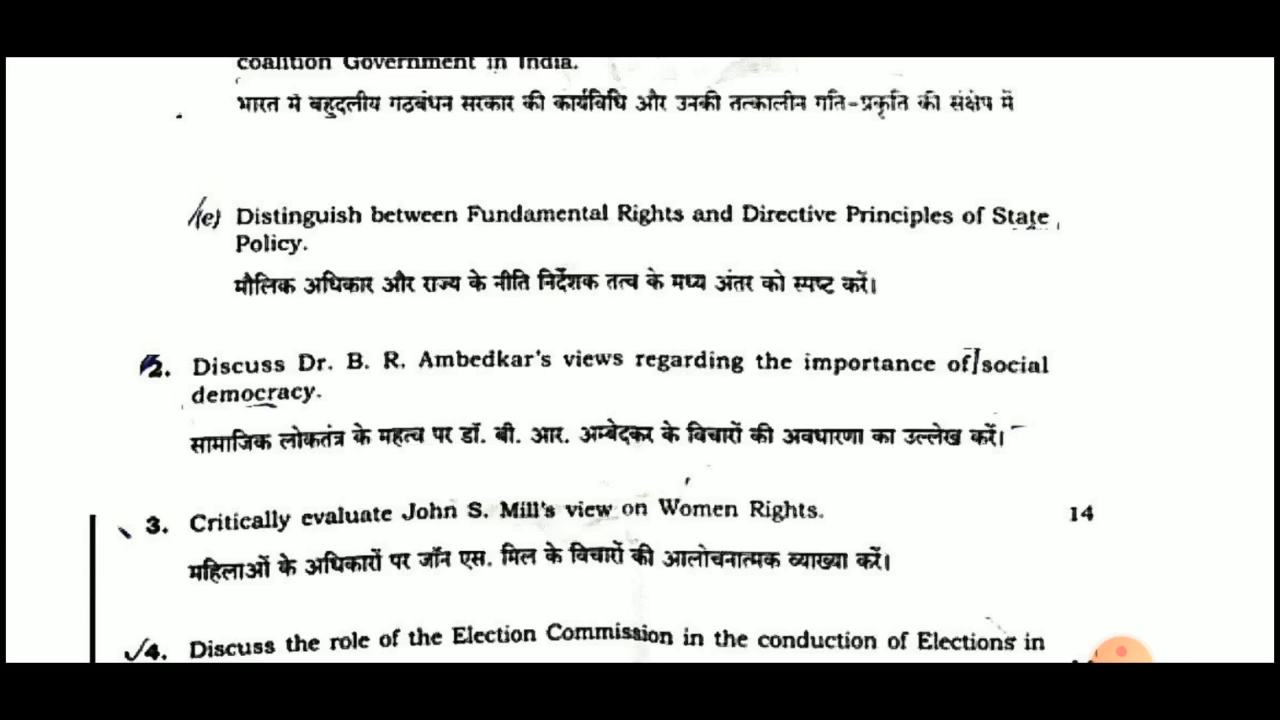 coalition Government in India.
भारत में बहुदलीय गठबंधन सरकार की कार्यविधि और उनकी तत्कालीन गति-प्रकृति की संक्षेप में
(e) Distinguish between Fundamental Rights and Directive Principles of State
Policy.
मौलिक अधिकार और राज्य के नीति निर्देशक तत्व के मध्य अंतर को स्पष्ट करें।
2. Discuss Dr. B. R. Ambedkar's views regarding the importance of social
democracy.
सामाजिक लोकतंत्र के महत्व पर डॉ. बी. आर. अम्बेदकर के विचारों की अवधारणा का उल्लेख करें।
3. Critically evaluate John S. Mill's view on Women Rights. 14
महिलाओं के अधिकारों पर जॉन एस. मिल के विचारों की आलोचनात्मक व्याख्या करें।
4. Discuss the role of the Election Commission in the conduction of Elections in